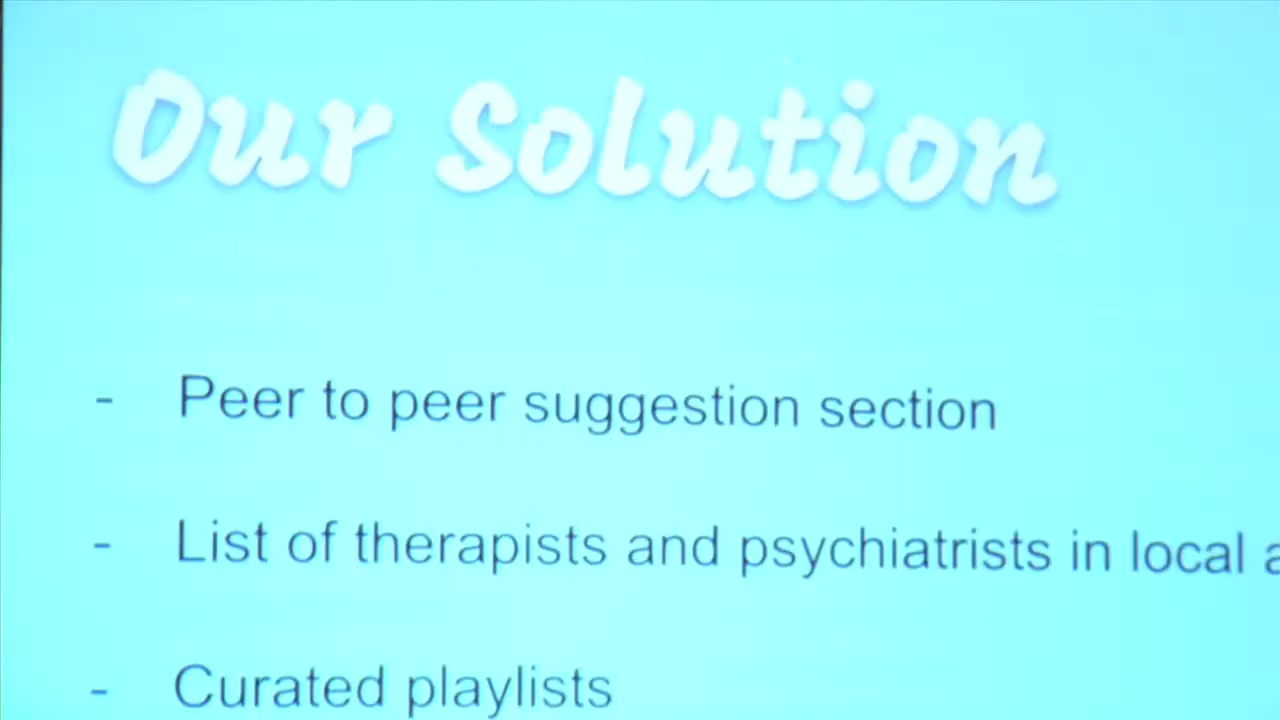 Our Solution
- Peer to peer suggestion section
- List of therapists and psychiatrists in local
- Curated playlists